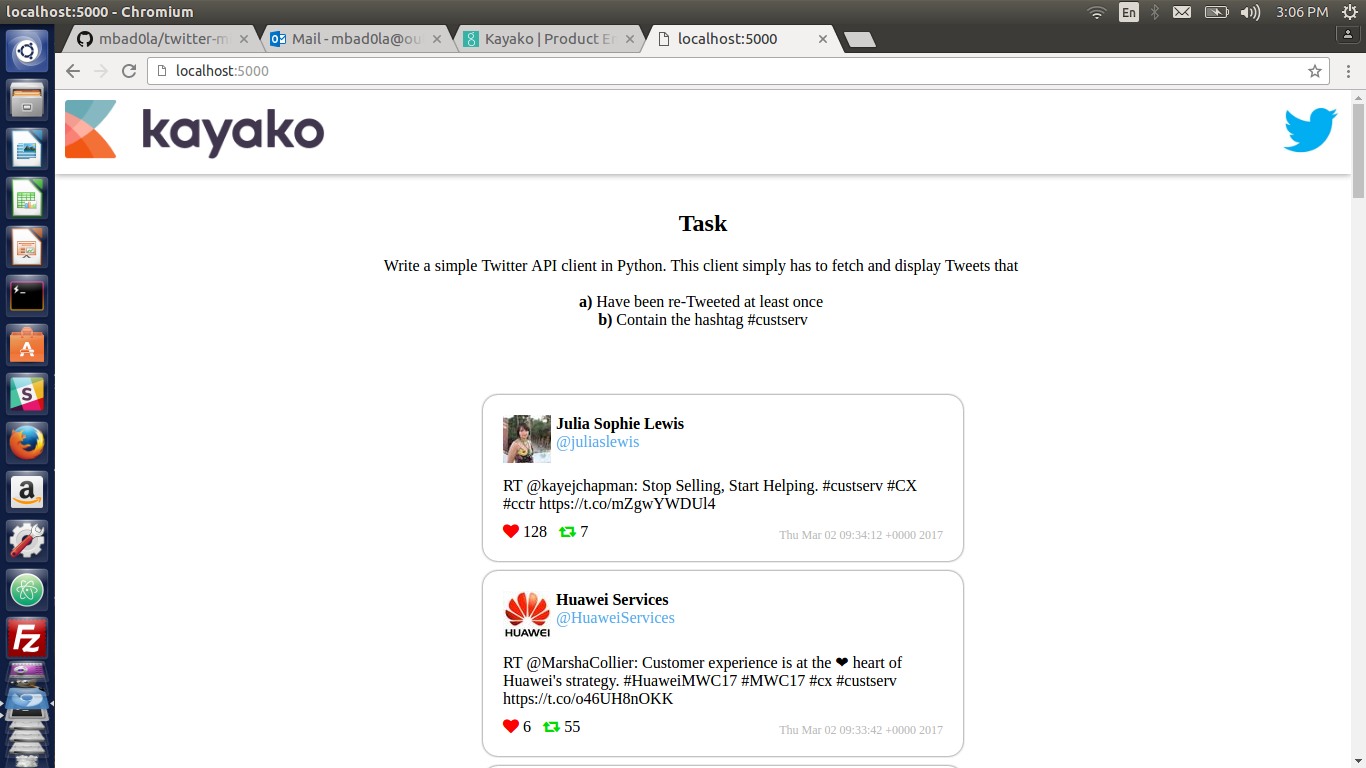 localhost:5000 - Chromium
En
3:06 PM
mbad0la/twitter-m
Mail - mbad0la@ou
Kayako | Product En
localhost:5000
localhost:5000
kayako
Task
Write a simple Twitter API client in Python. This client simply has to fetch and display Tweets that
a) Have been re-Tweeted at least once
b) Contain the hashtag #custserv
Julia Sophie Lewis
@juliaslewis
RT @kayejchapman: Stop Selling, Start Helping. #custserv #CX
#cctr https://t.co/mZgwYWDUl4
128 7
Thu Mar 02 09:34:12 +0000 2017
HUAWEI
Huawei Services
@HuaweiServices
RT @MarshaCollier: Customer experience is at the ❤ heart of
Huawei's strategy. #HuaweiMWC17 #MWC17 #cx #custserv
https://t.co/o46UH8nOKK
6 55
Thu Mar 02 09:33:42 +0000 2017